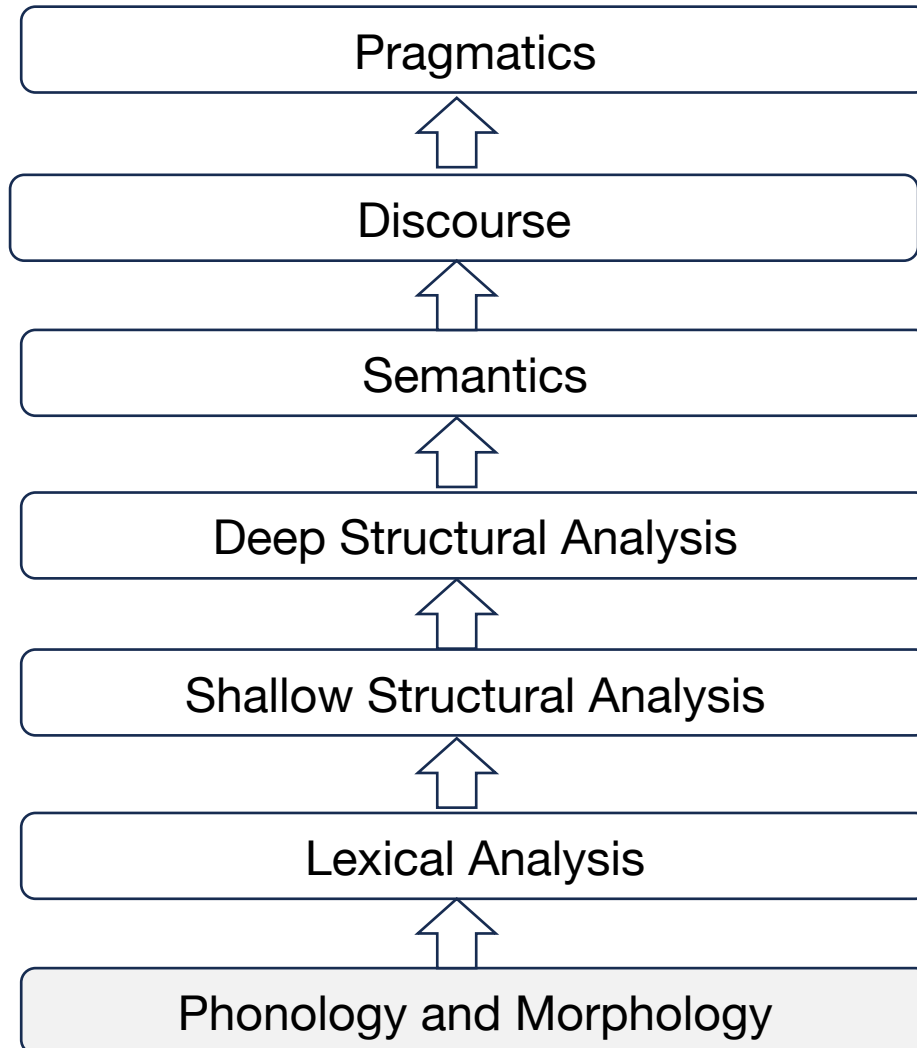 Pragmatics
Discourse
Semantics
Deep Structural Analysis
Shallow Structural Analysis
Lexical Analysis
Phonology and Morphology